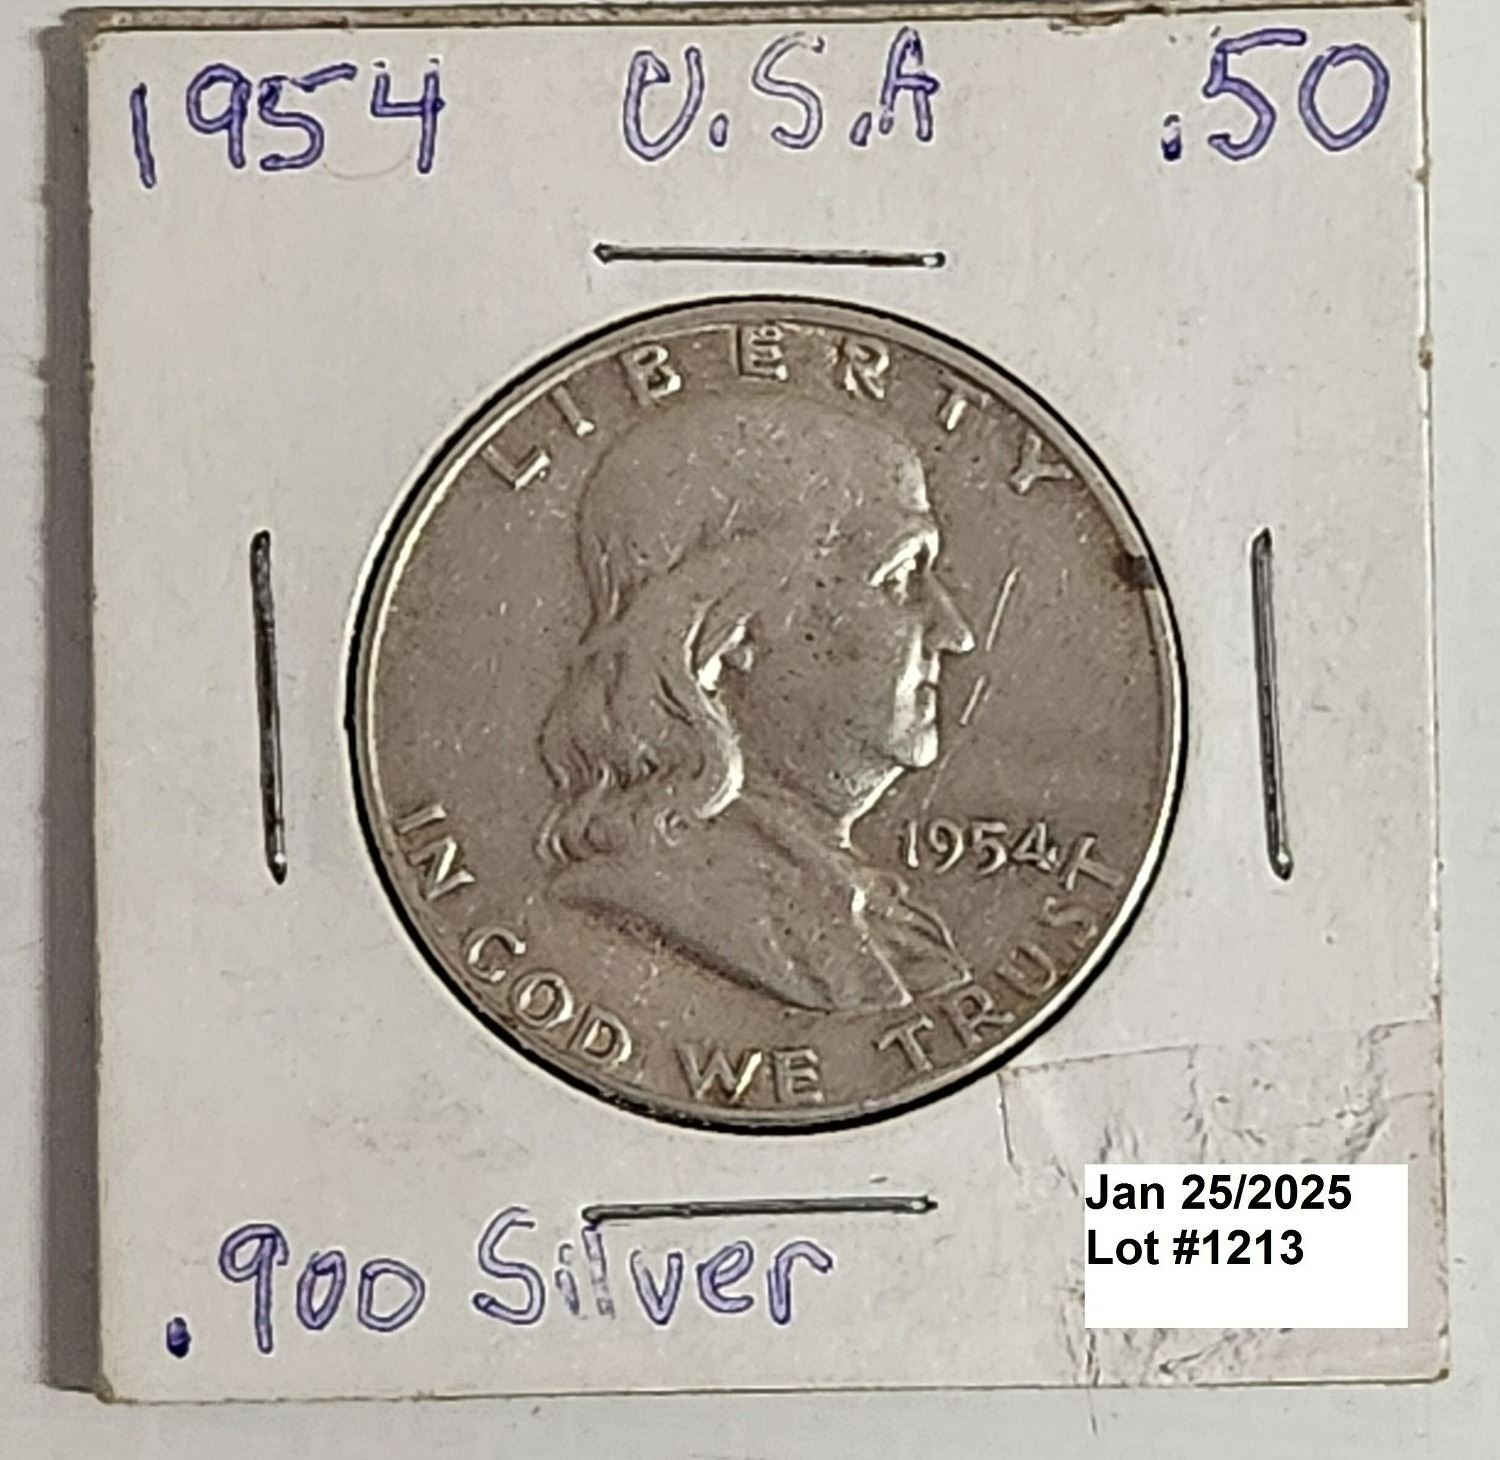 1954 U.S.A .50
LIBERTY
1954
IN GOD WE TRUST
.900 Silver
Jan 25/2025
Lot #1213